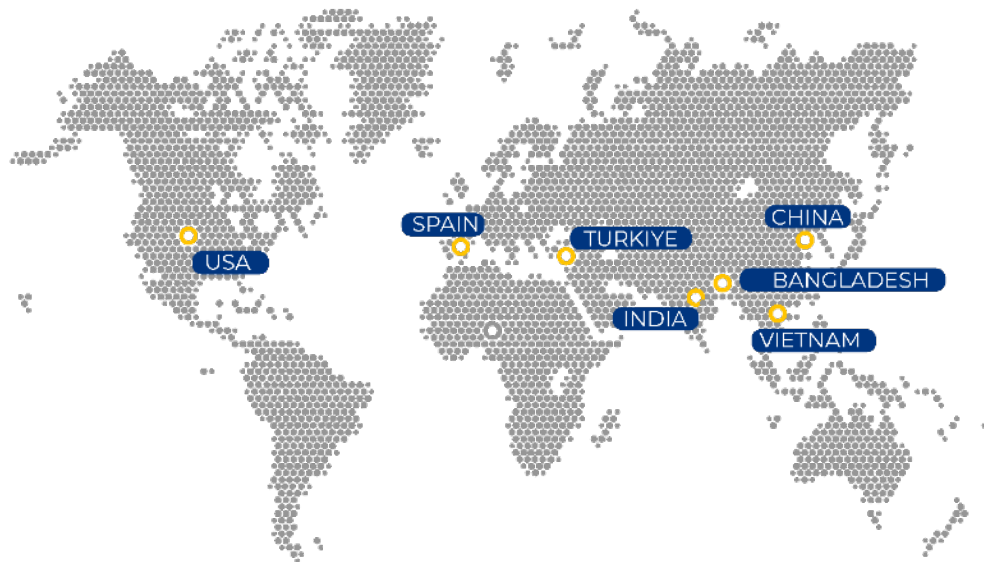 SPAIN
CHINA
TURKIYE
USA
BANGLADESH
INDIA
VIETNAM